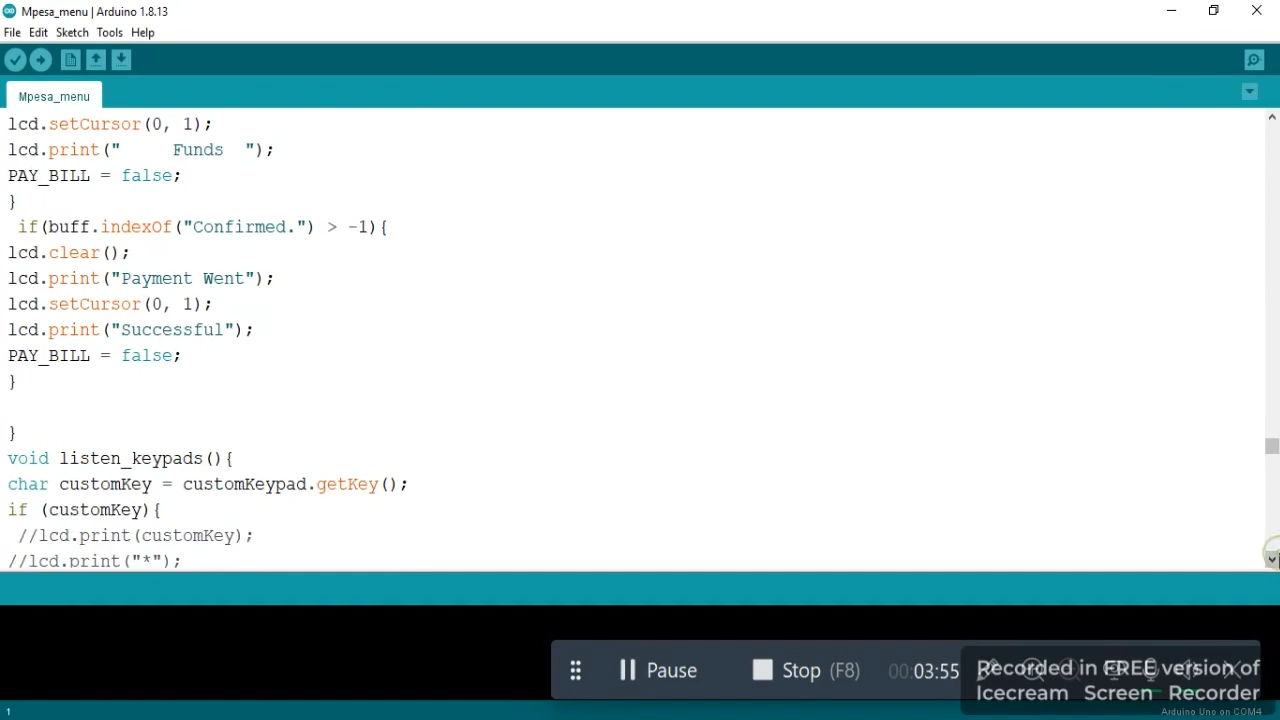 Mpesa_menu | Arduino 1.8.13
File Edit Sketch Tools Help
Mpesa_menu
lcd.setCursor(0, 1);
lcd.print("     Funds  ");
PAY_BILL = false;
}
if(buff.indexOf("Confirmed.") > -1){
lcd.clear();
lcd.print("Payment Went");
lcd.setCursor(0, 1);
lcd.print("Successful");
PAY_BILL = false;
}
}
void listen_keypads(){
char customKey = customKeypad.getKey();
if (customKey){
//lcd.print(customKey);
//lcd.print("*");
Pause Stop (F8) 00:03:55
Recorded in FREE version of
Icecream Screen Recorder
1 Arduino Uno on COM4